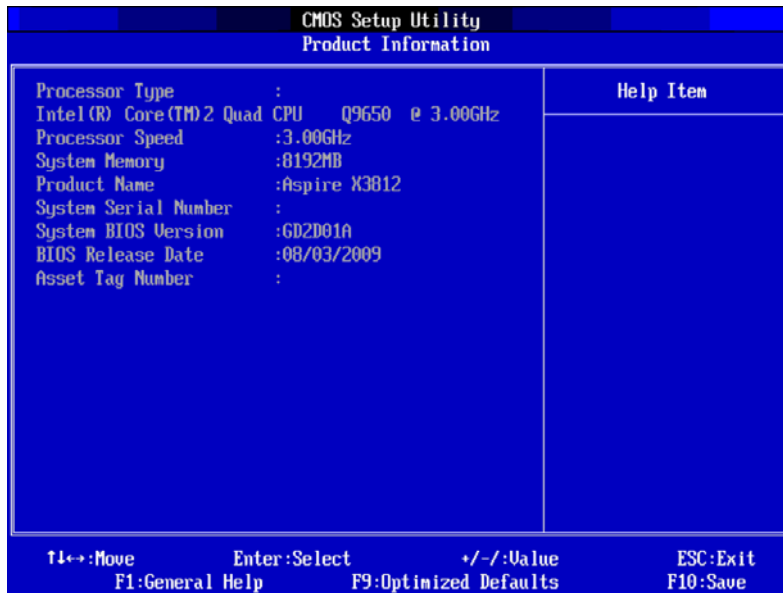 CMOS Setup Utility
Product Information
Processor Type :
Intel(R) Core(TM)2 Quad CPU Q9650 @ 3.00GHz
Processor Speed :3.00GHz
System Memory :8192MB
Product Name :Aspire X3812
System Serial Number :
System BIOS Version :GD2D01A
BIOS Release Date :08/03/2009
Asset Tag Number :
Help Item
↑↓←→:Move Enter:Select +/-/:Value ESC:Exit
F1:General Help F9:Optimized Defaults F10:Save